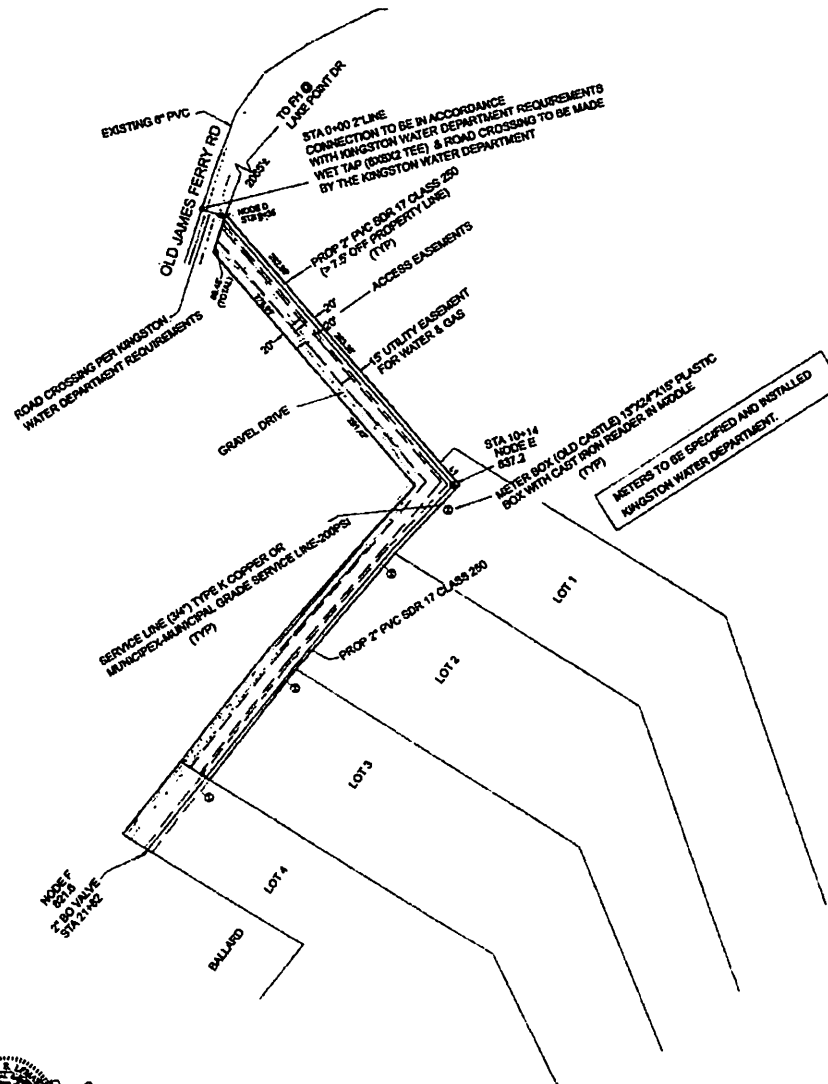 EXISTING 6" PVC
TO FH @
LAKE POINT DR
STA 0+00 2" LINE
CONNECTION TO BE IN ACCORDANCE
WITH KINGSTON WATER DEPARTMENT REQUIREMENTS
WET TAP (6X6X2 TEE) & ROAD CROSSING TO BE MADE
BY THE KINGSTON WATER DEPARTMENT
OLD JAMES FERRY RD
NODE D
PROP 2" PVC SDR 17 CLASS 250
(> 7.5' OFF PROPERTY LINE)
(TYP)
ACCESS EASEMENTS
(TOTAL)
20'
20'
20'
15' UTILITY EASEMENT
FOR WATER & GAS
ROAD CROSSING PER KINGSTON
WATER DEPARTMENT REQUIREMENTS
GRAVEL DRIVE
STA 10+14
NODE E
837.2
METER BOX (OLD CASTLE) 13"X24"X15" PLASTIC
BOX WITH CAST IRON READER IN MIDDLE
(TYP)
METERS TO BE SPECIFIED AND INSTALLED
KINGSTON WATER DEPARTMENT.
SERVICE LINE (3/4") TYPE K COPPER OR
MUNICIPEX-MUNICIPAL GRADE SERVICE LINE-200PSI
(TYP)
PROP 2" PVC SDR 17 CLASS 250
LOT 1
LOT 2
LOT 3
LOT 4
BALLARD
NODE F
821.6
2" BO VALVE
STA 21+62